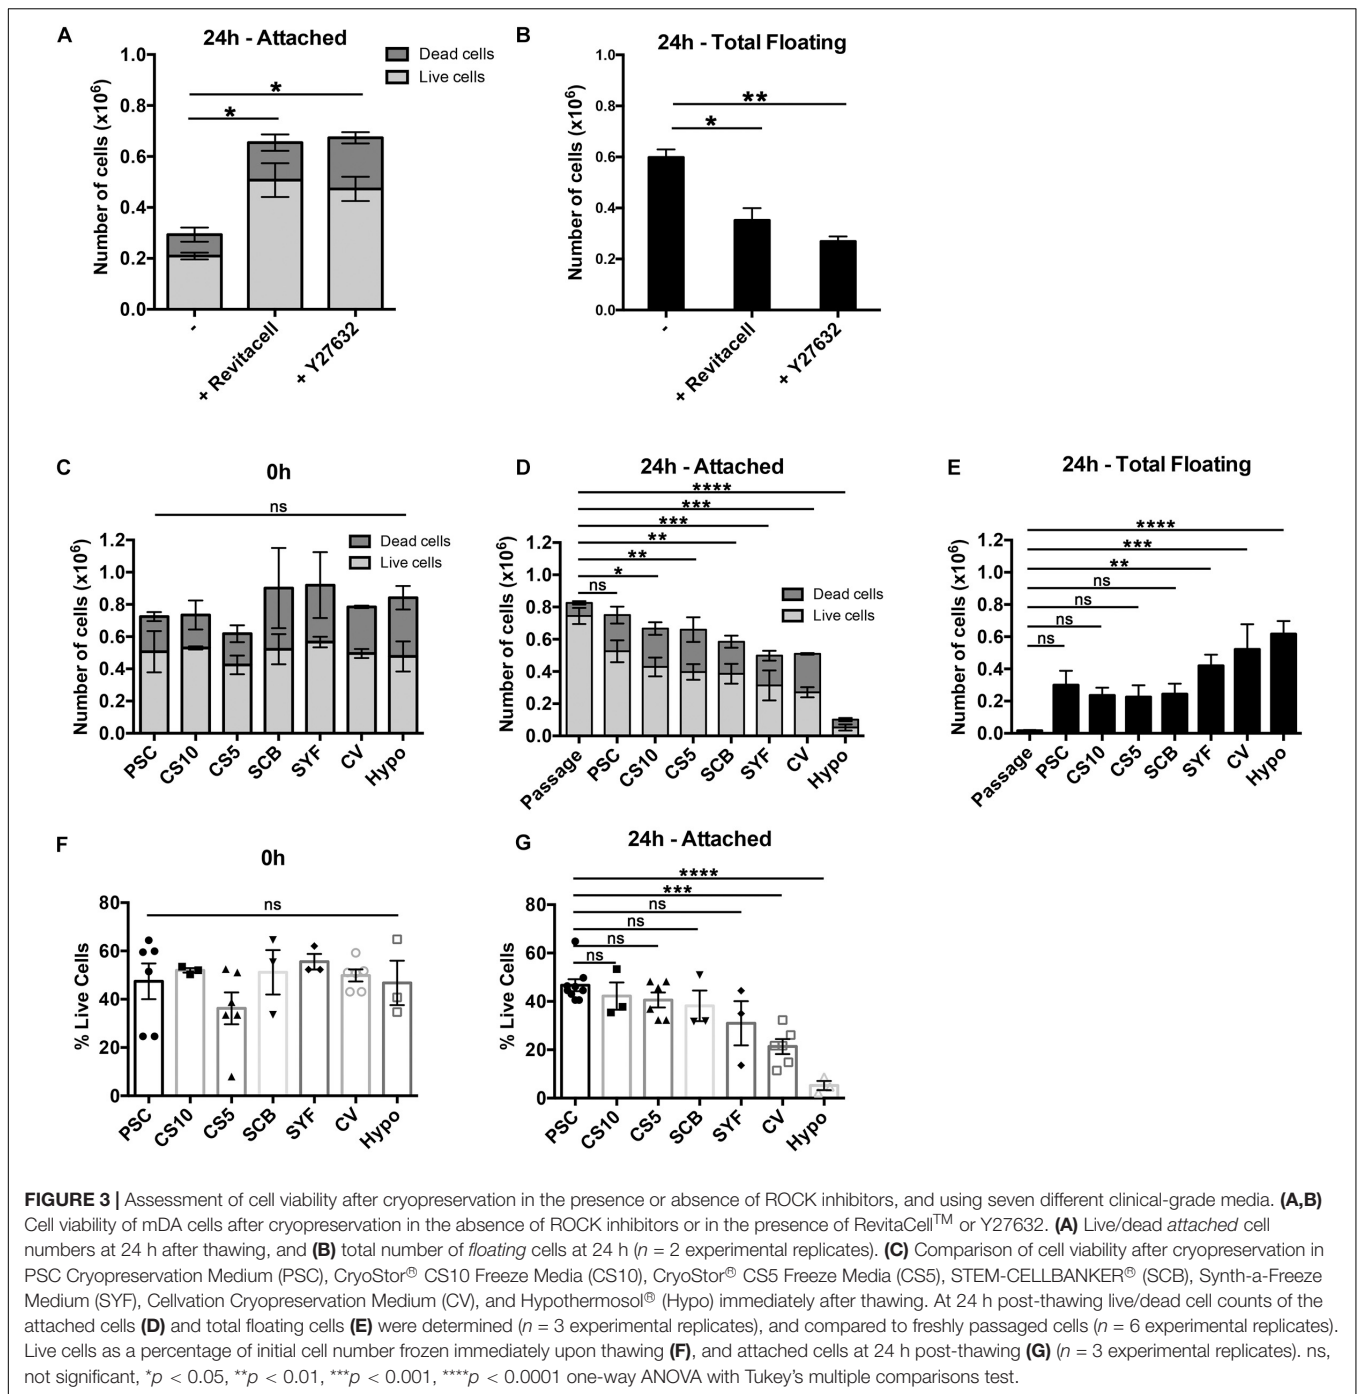 A
24h - Attached
Dead cells
Live cells
Number of cells (x10⁶)
1.0
0.8
0.6
0.4
0.2
0.0
*
*
-
+ Revitacell
+ Y27632
B
24h - Total Floating
Number of cells (x10⁶)
1.0
0.8
0.6
0.4
0.2
0.0
**
*
-
+ Revitacell
+ Y27632
C
0h
ns
Dead cells
Live cells
Number of cells (x10⁶)
1.2
1.0
0.8
0.6
0.4
0.2
0.0
PSC
CS10
CS5
SCB
SYF
CV
Hypo
D
24h - Attached
****
***
***
**
**
*
ns
Dead cells
Live cells
Number of cells (x10⁶)
1.2
1.0
0.8
0.6
0.4
0.2
0.0
Passage
PSC
CS10
CS5
SCB
SYF
CV
Hypo
E
24h - Total Floating
****
***
**
ns
ns
ns
ns
Number of cells (x10⁶)
1.2
1.0
0.8
0.6
0.4
0.2
0.0
Passage
PSC
CS10
CS5
SCB
SYF
CV
Hypo
F
0h
ns
% Live Cells
80
60
40
20
0
PSC
CS10
CS5
SCB
SYF
CV
Hypo
G
24h - Attached
****
***
ns
ns
ns
ns
% Live Cells
80
60
40
20
0
PSC
CS10
CS5
SCB
SYF
CV
Hypo
FIGURE 3 | Assessment of cell viability after cryopreservation in the presence or absence of ROCK inhibitors, and using seven different clinical-grade media. (A,B)
Cell viability of mDA cells after cryopreservation in the absence of ROCK inhibitors or in the presence of RevitaCell™ or Y27632. (A) Live/dead attached cell
numbers at 24 h after thawing, and (B) total number of floating cells at 24 h (n = 2 experimental replicates). (C) Comparison of cell viability after cryopreservation in
PSC Cryopreservation Medium (PSC), CryoStor® CS10 Freeze Media (CS10), CryoStor® CS5 Freeze Media (CS5), STEM-CELLBANKER® (SCB), Synth-a-Freeze
Medium (SYF), Cellvation Cryopreservation Medium (CV), and Hypothermosol® (Hypo) immediately after thawing. At 24 h post-thawing live/dead cell counts of the
attached cells (D) and total floating cells (E) were determined (n = 3 experimental replicates), and compared to freshly passaged cells (n = 6 experimental replicates).
Live cells as a percentage of initial cell number frozen immediately upon thawing (F), and attached cells at 24 h post-thawing (G) (n = 3 experimental replicates). ns,
not significant, *p < 0.05, **p < 0.01, ***p < 0.001, ****p < 0.0001 one-way ANOVA with Tukey's multiple comparisons test.